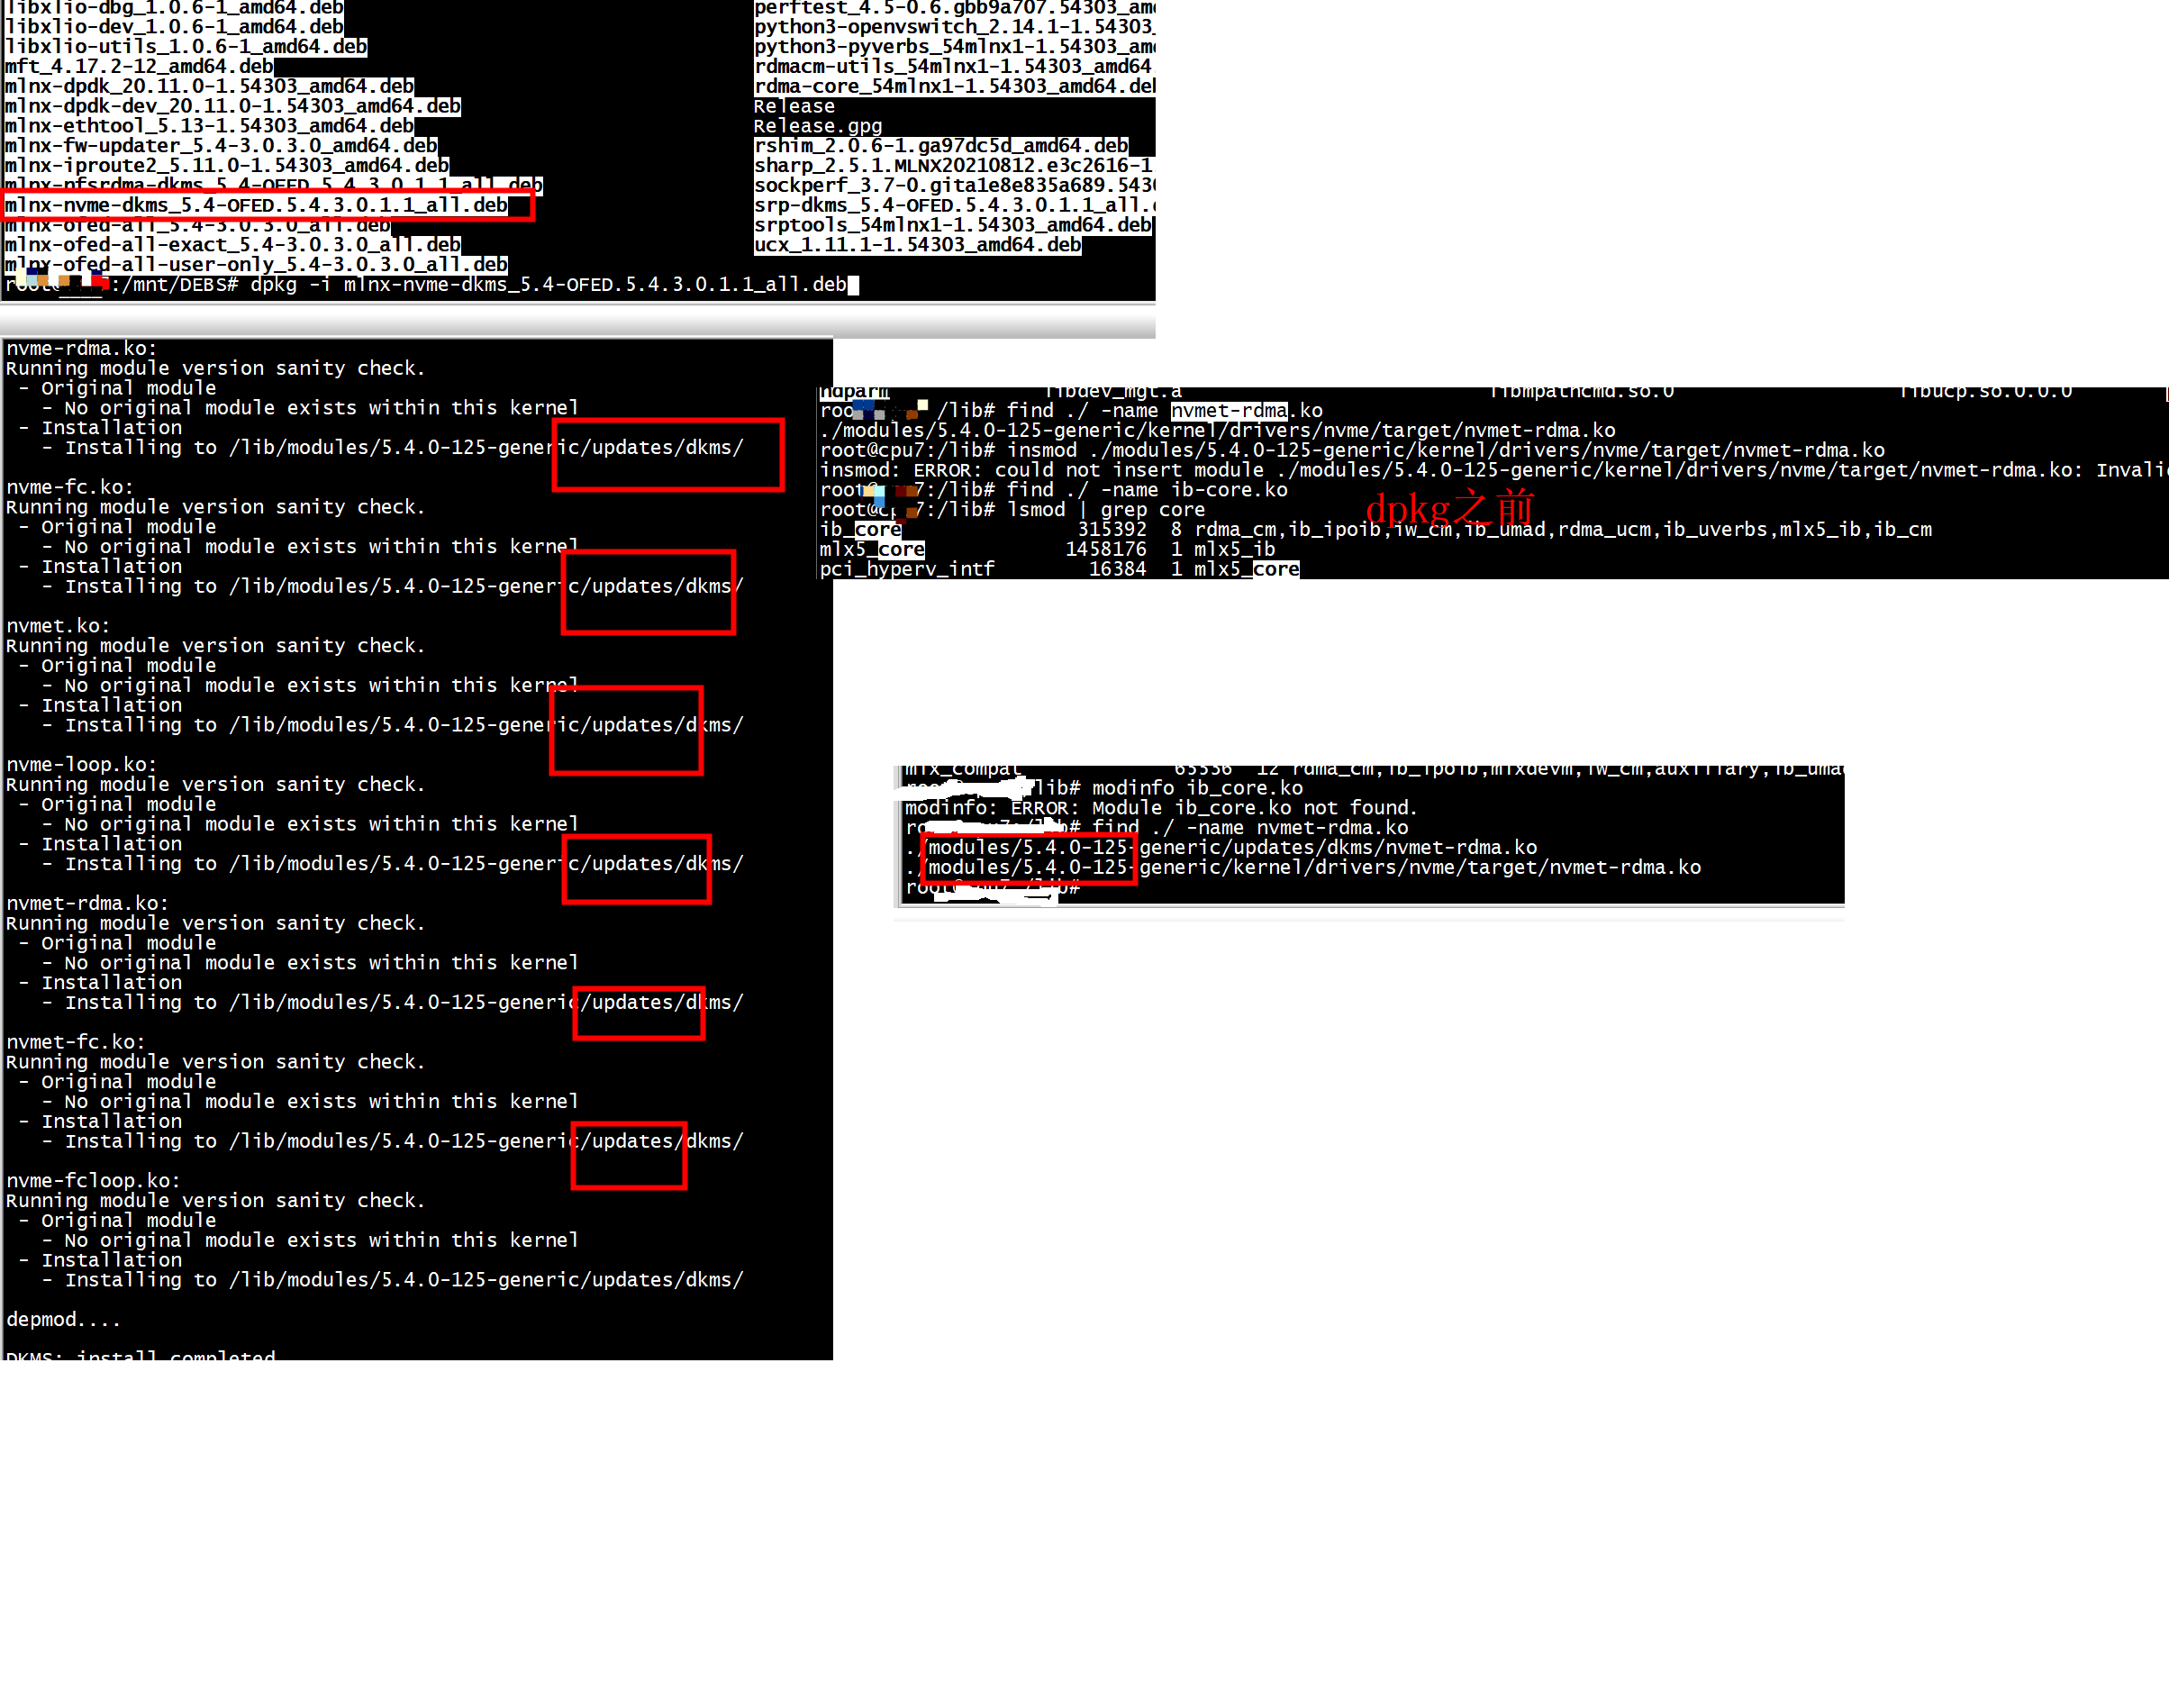 libxlio-dbg_1.0.6-1_amd64.deb
libxlio-dev_1.0.6-1_amd64.deb
libxlio-utils_1.0.6-1_amd64.deb
mft_4.17.2-12_amd64.deb
mlnx-dpdk_20.11.0-1.54303_amd64.deb
mlnx-dpdk-dev_20.11.0-1.54303_amd64.deb
mlnx-ethtool_5.13-1.54303_amd64.deb
mlnx-fw-updater_5.4-3.0.3.0_amd64.deb
mlnx-iproute2_5.11.0-1.54303_amd64.deb
mlnx-nfsrdma-dkms_5.4-OFED.5.4.3.0.1.1_all.deb
mlnx-nvme-dkms_5.4-OFED.5.4.3.0.1.1_all.deb
mlnx-ofed-all_5.4-3.0.3.0_all.deb
mlnx-ofed-all-exact_5.4-3.0.3.0_all.deb
mlnx-ofed-all-user-only_5.4-3.0.3.0_all.deb
perftest_4.5-0.6.gbb9a707.54303_am
python3-openvswitch_2.14.1-1.54303_
python3-pyverbs_54mlnx1-1.54303_am
rdmacm-utils_54mlnx1-1.54303_amd64
rdma-core_54mlnx1-1.54303_amd64.de
Release
Release.gpg
rshim_2.0.6-1.ga97dc5d_amd64.deb
sharp_2.5.1.MLNX20210812.e3c2616-1.
sockperf_3.7-0.gita1e8e835a689.5430
srp-dkms_5.4-OFED.5.4.3.0.1.1_all.
srptools_54mlnx1-1.54303_amd64.deb
ucx_1.11.1-1.54303_amd64.deb
:/mnt/DEBS# dpkg -i mlnx-nvme-dkms_5.4-OFED.5.4.3.0.1.1_all.deb
nvme-rdma.ko:
Running module version sanity check.
- Original module
- No original module exists within this kernel
- Installation
- Installing to /lib/modules/5.4.0-125-generic/updates/dkms/
nvme-fc.ko:
Running module version sanity check.
- Original module
- No original module exists within this kernel
- Installation
- Installing to /lib/modules/5.4.0-125-generic/updates/dkms/
nvmet.ko:
Running module version sanity check.
- Original module
- No original module exists within this kernel
- Installation
- Installing to /lib/modules/5.4.0-125-generic/updates/dkms/
nvme-loop.ko:
Running module version sanity check.
- Original module
- No original module exists within this kernel
- Installation
- Installing to /lib/modules/5.4.0-125-generic/updates/dkms/
nvmet-rdma.ko:
Running module version sanity check.
- Original module
- No original module exists within this kernel
- Installation
- Installing to /lib/modules/5.4.0-125-generic/updates/dkms/
nvmet-fc.ko:
Running module version sanity check.
- Original module
- No original module exists within this kernel
- Installation
- Installing to /lib/modules/5.4.0-125-generic/updates/dkms/
nvme-fcloop.ko:
Running module version sanity check.
- Original module
- No original module exists within this kernel
- Installation
- Installing to /lib/modules/5.4.0-125-generic/updates/dkms/
depmod....
DKMS: install completed
hdparm libdev_mgt.a libmpathcmd.so.0 libucp.so.0.0.0
/lib# find ./ -name nvmet-rdma.ko
./modules/5.4.0-125-generic/kernel/drivers/nvme/target/nvmet-rdma.ko
root@cpu7:/lib# insmod ./modules/5.4.0-125-generic/kernel/drivers/nvme/target/nvmet-rdma.ko
insmod: ERROR: could not insert module ./modules/5.4.0-125-generic/kernel/drivers/nvme/target/nvmet-rdma.ko: Invali
7:/lib# find ./ -name ib-core.ko
7:/lib# lsmod | grep core
dpkg之前
ib_core 315392 8 rdma_cm,ib_ipoib,iw_cm,ib_umad,rdma_ucm,ib_uverbs,mlx5_ib,ib_cm
mlx5_core 1458176 1 mlx5_ib
pci_hyperv_intf 16384 1 mlx5_core
mlx_compat 65536 12 rdma_cm,ib_ipoib,mlxdevm,iw_cm,auxiliary,ib_umad
lib# modinfo ib_core.ko
modinfo: ERROR: Module ib_core.ko not found.
# find ./ -name nvmet-rdma.ko
./modules/5.4.0-125-generic/updates/dkms/nvmet-rdma.ko
./modules/5.4.0-125-generic/kernel/drivers/nvme/target/nvmet-rdma.ko